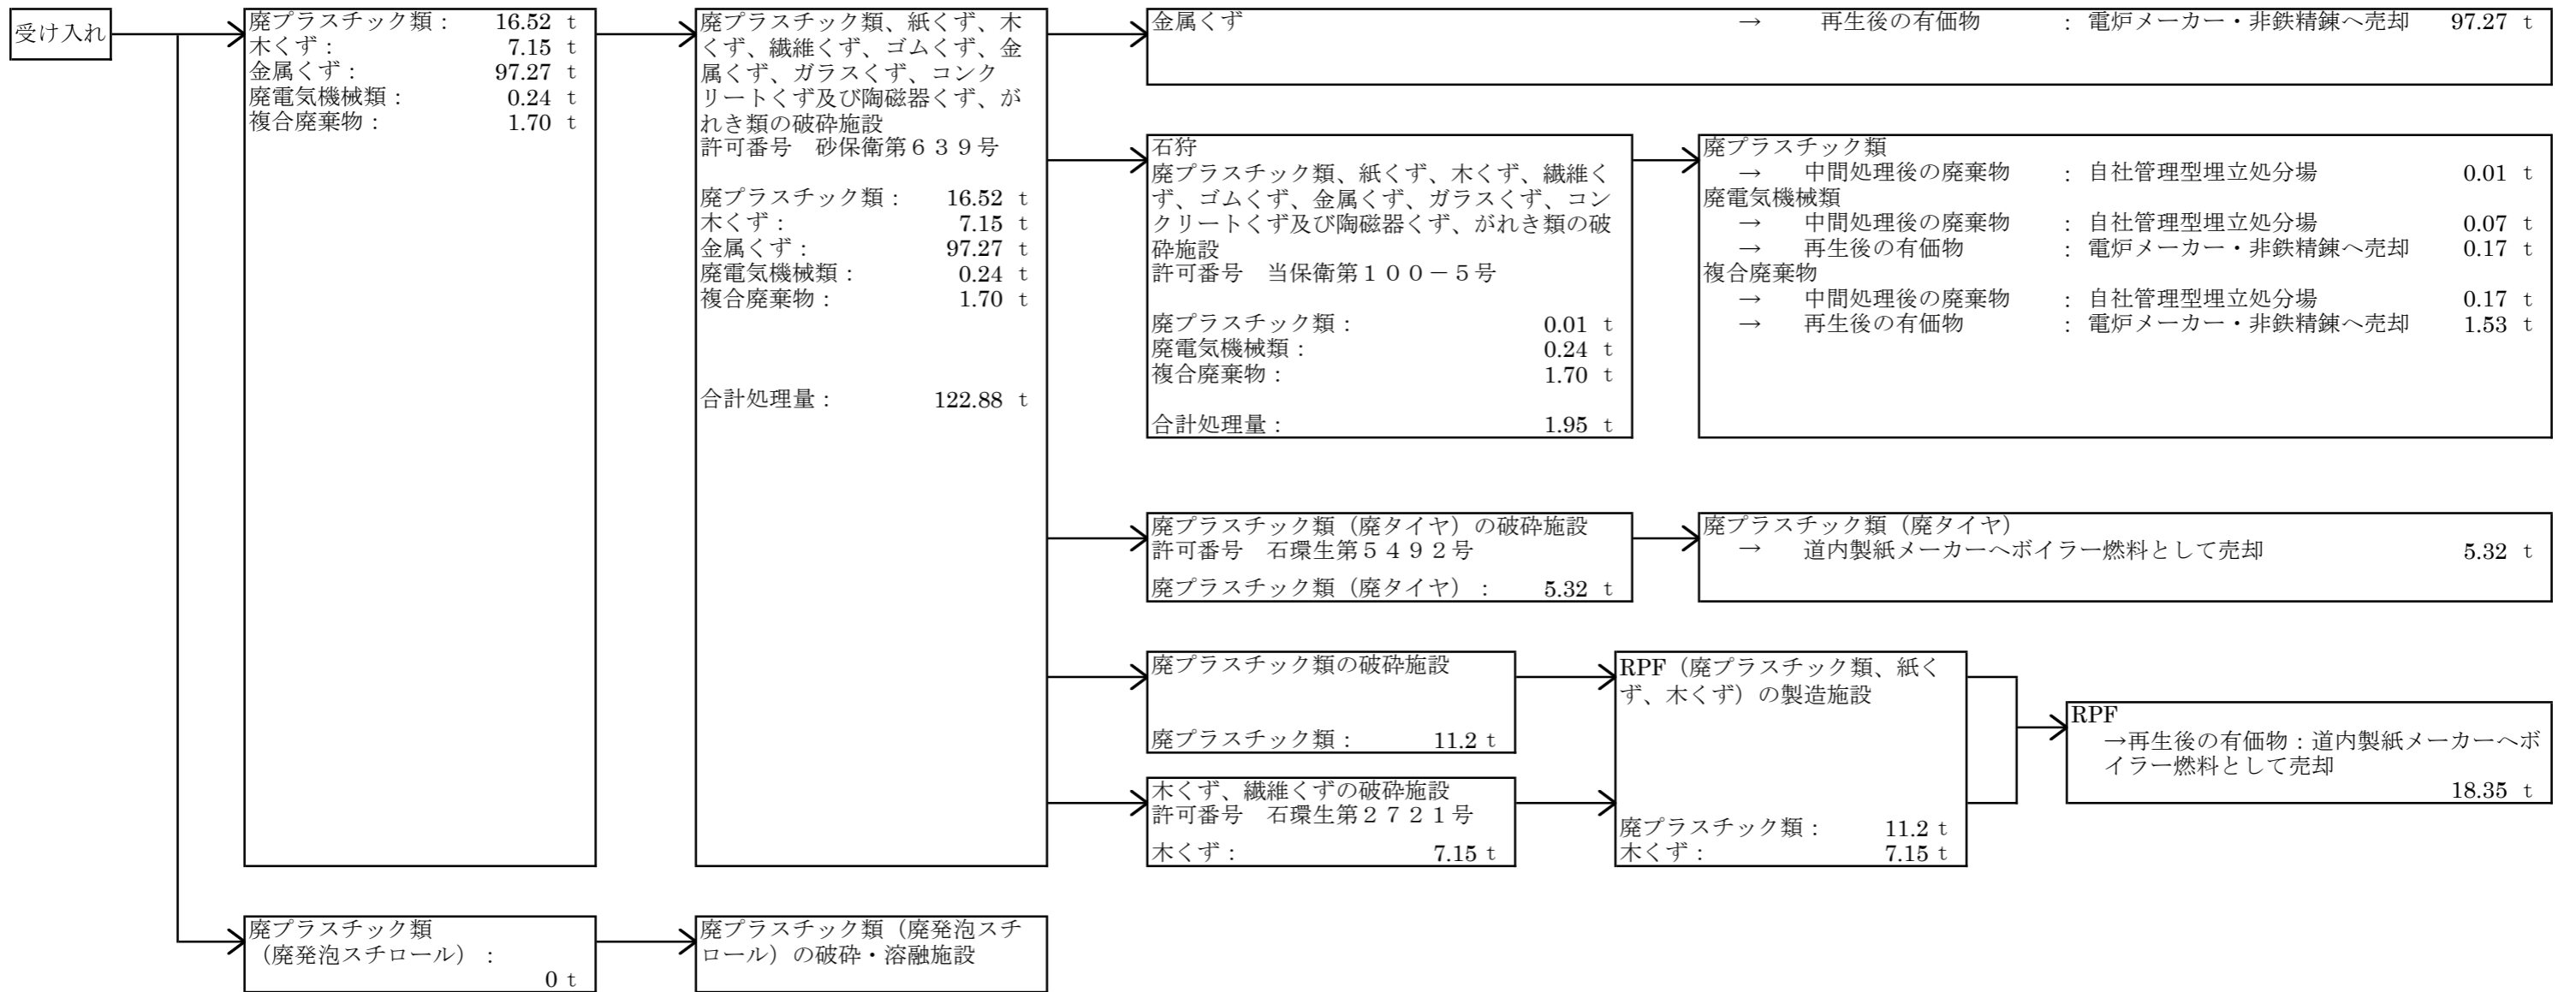 受け入れ
廃プラスチック類： 16.52 t
木くず： 7.15 t
金属くず： 97.27 t
廃電気機械類： 0.24 t
複合廃棄物： 1.70 t
廃プラスチック類、紙くず、木
くず、繊維くず、ゴムくず、金
属くず、ガラスくず、コンク
リートくず及び陶磁器くず、が
れき類の破砕施設
許可番号　砂保衛第６３９号
廃プラスチック類： 16.52 t
木くず： 7.15 t
金属くず： 97.27 t
廃電気機械類： 0.24 t
複合廃棄物： 1.70 t
合計処理量： 122.88 t
金属くず → 再生後の有価物 ：電炉メーカー・非鉄精錬へ売却 97.27 t
石狩
廃プラスチック類、紙くず、木くず、繊維く
ず、ゴムくず、金属くず、ガラスくず、コン
クリートくず及び陶磁器くず、がれき類の破
砕施設
許可番号　当保衛第１００－５号
廃プラスチック類： 0.01 t
廃電気機械類： 0.24 t
複合廃棄物： 1.70 t
合計処理量： 1.95 t
廃プラスチック類
→ 中間処理後の廃棄物 ：自社管理型埋立処分場 0.01 t
廃電気機械類
→ 中間処理後の廃棄物 ：自社管理型埋立処分場 0.07 t
→ 再生後の有価物 ：電炉メーカー・非鉄精錬へ売却 0.17 t
複合廃棄物
→ 中間処理後の廃棄物 ：自社管理型埋立処分場 0.17 t
→ 再生後の有価物 ：電炉メーカー・非鉄精錬へ売却 1.53 t
廃プラスチック類（廃タイヤ）の破砕施設
許可番号　石環生第５４９２号
廃プラスチック類（廃タイヤ）： 5.32 t
廃プラスチック類（廃タイヤ）
→ 道内製紙メーカーへボイラー燃料として売却 5.32 t
廃プラスチック類の破砕施設
廃プラスチック類： 11.2 t
木くず、繊維くずの破砕施設
許可番号　石環生第２７２１号
木くず： 7.15 t
RPF（廃プラスチック類、紙く
ず、木くず）の製造施設
廃プラスチック類： 11.2 t
木くず： 7.15 t
RPF
→再生後の有価物：道内製紙メーカーへボ
イラー燃料として売却
18.35 t
廃プラスチック類
（廃発泡スチロール）：
0 t
廃プラスチック類（廃発泡スチ
ロール）の破砕・溶融施設